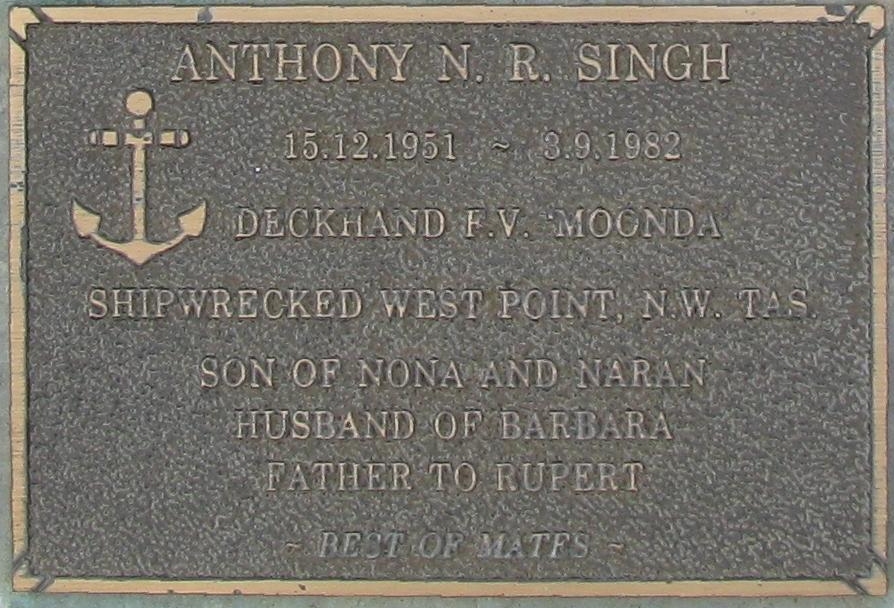 ANTHONY N. R. SINGH
15.12.1951 ~ 3.9.1982
DECKHAND F.V. 'MOONDA'
SHIPWRECKED WEST POINT, N.W. TAS.
SON OF NONA AND NARAN
HUSBAND OF BARBARA
FATHER TO RUPERT
~ BEST OF MATES ~